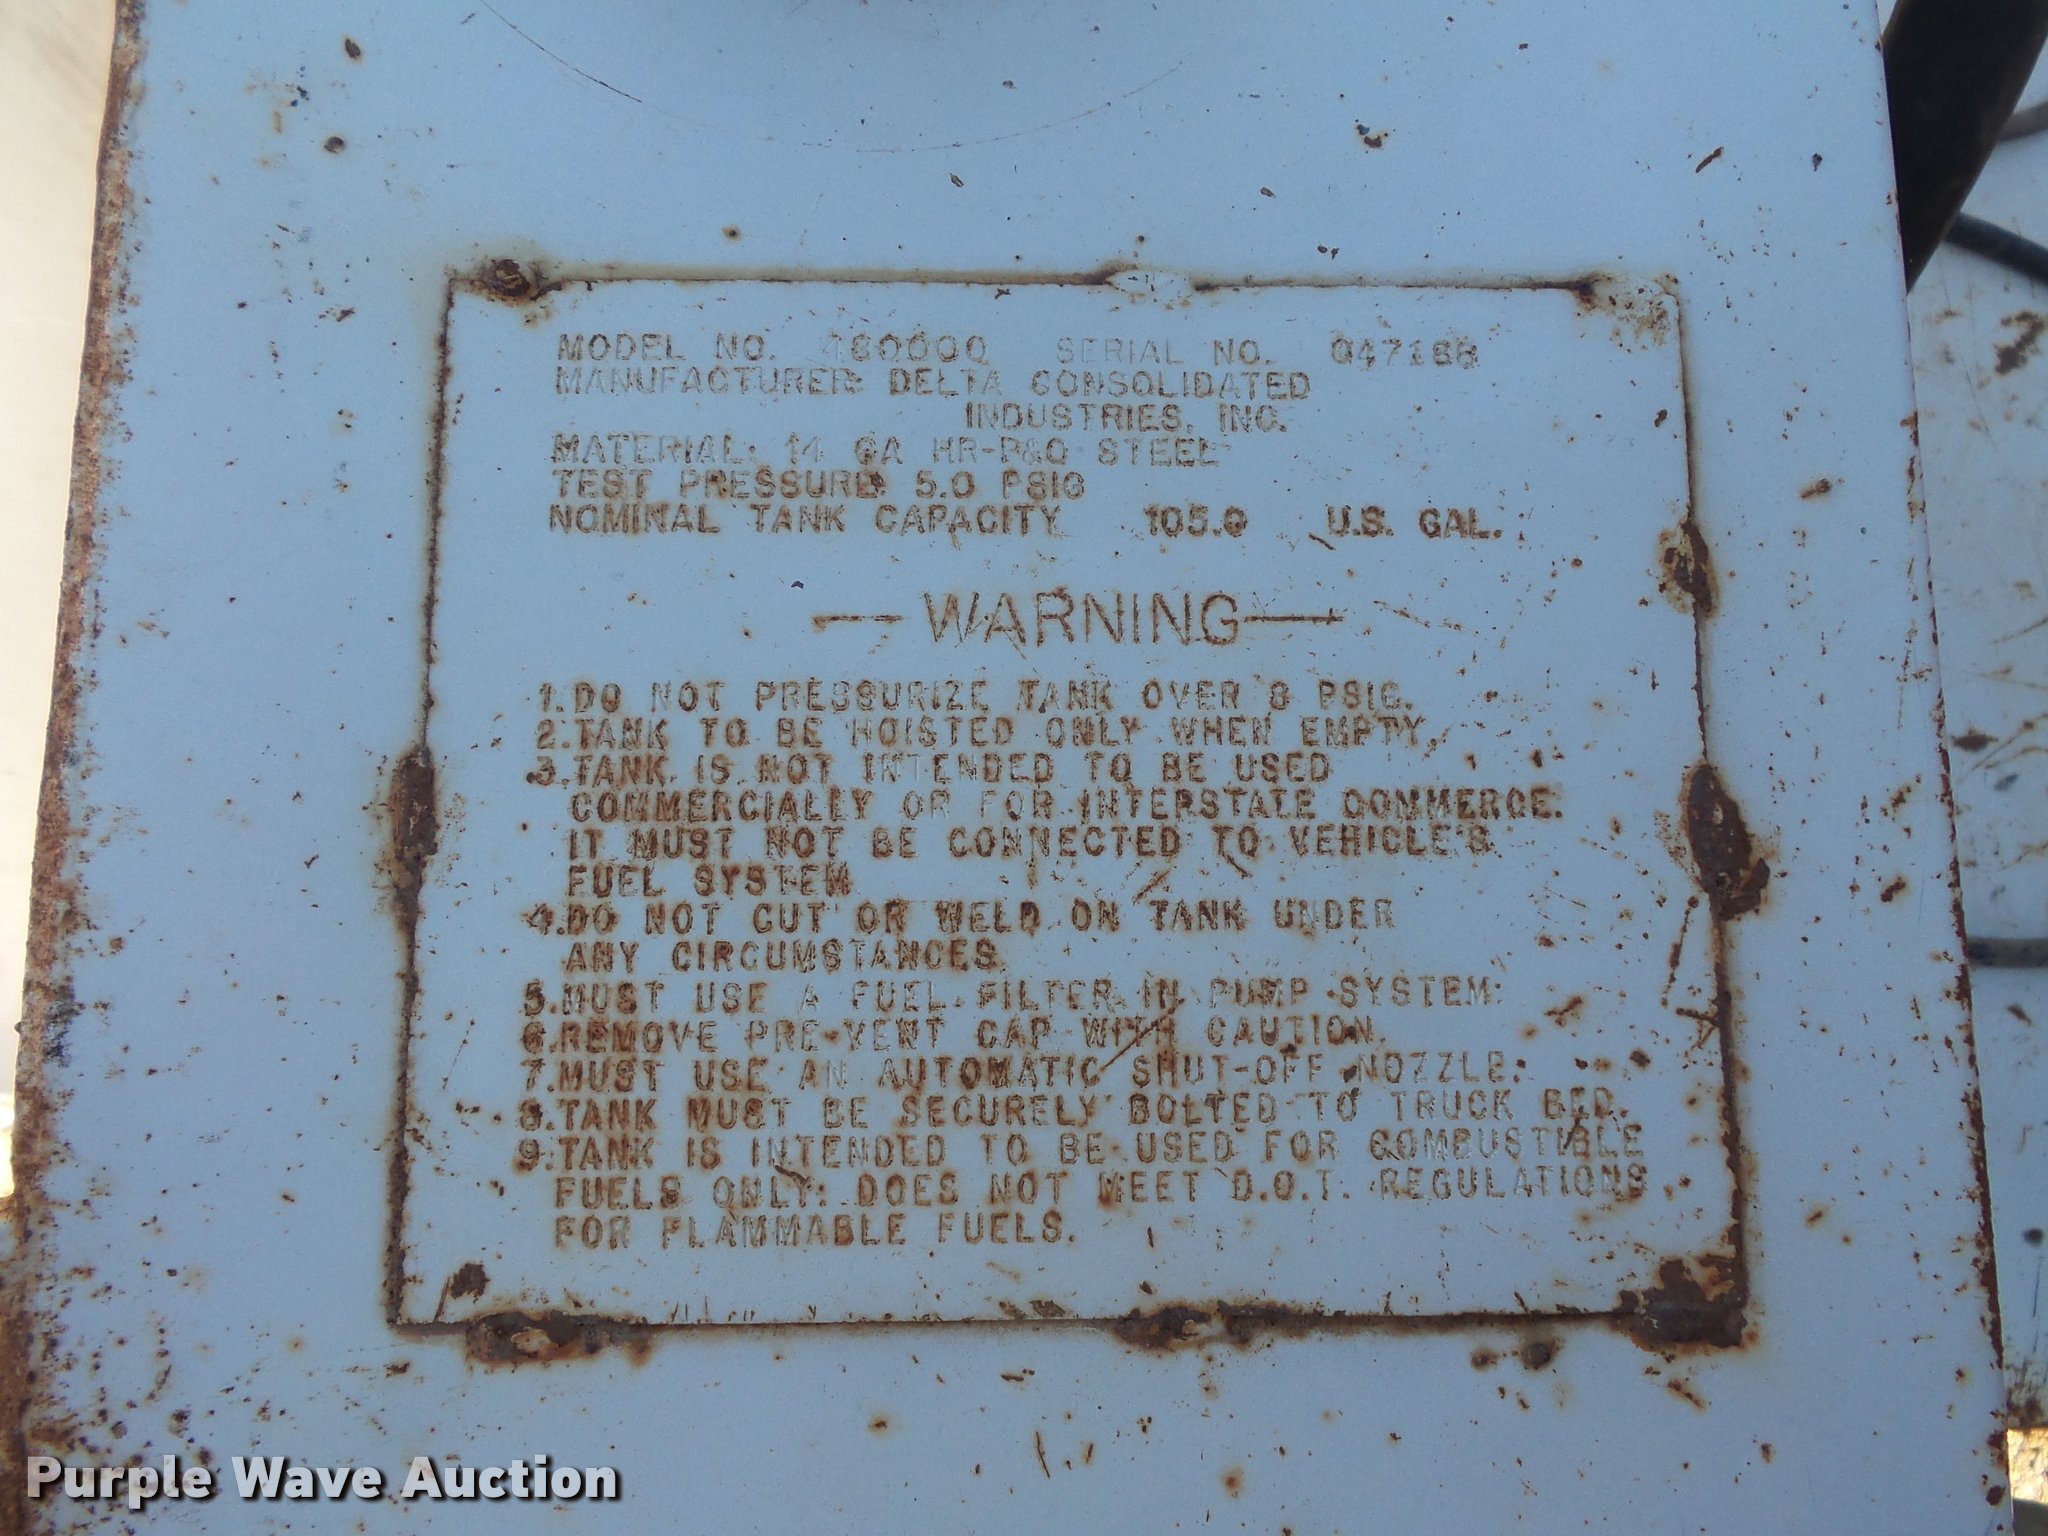 MODEL NO. 480000 SERIAL NO.
MANUFACTURER: DELTA CONSOLIDATED
INDUSTRIES, INC.
MATERIAL: 14 GA HR-P&O STEEL
TEST PRESSURE: 5.0 PSIG
NOMINAL TANK CAPACITY 105.0 U.S. GAL.
—WARNING—
1. DO NOT PRESSURIZE TANK OVER 8 PSIG.
2. TANK TO BE HOISTED ONLY WHEN EMPTY.
3. TANK IS NOT INTENDED TO BE USED
COMMERCIALLY OR FOR INTERSTATE COMMERCE.
IT MUST NOT BE CONNECTED TO VEHICLE'S
FUEL SYSTEM
4. DO NOT CUT OR WELD ON TANK UNDER
ANY CIRCUMSTANCES.
5. MUST USE A FUEL FILTER IN PUMP SYSTEM.
6. REMOVE PRE-VENT CAP WITH CAUTION.
7. MUST USE AN AUTOMATIC SHUT-OFF NOZZLE.
8. TANK MUST BE SECURELY BOLTED TO TRUCK BED.
9. TANK IS INTENDED TO BE USED FOR COMBUSTIBLE
FUELS ONLY: DOES NOT MEET D.O.T. REGULATIONS
FOR FLAMMABLE FUELS.
Purple Wave Auction